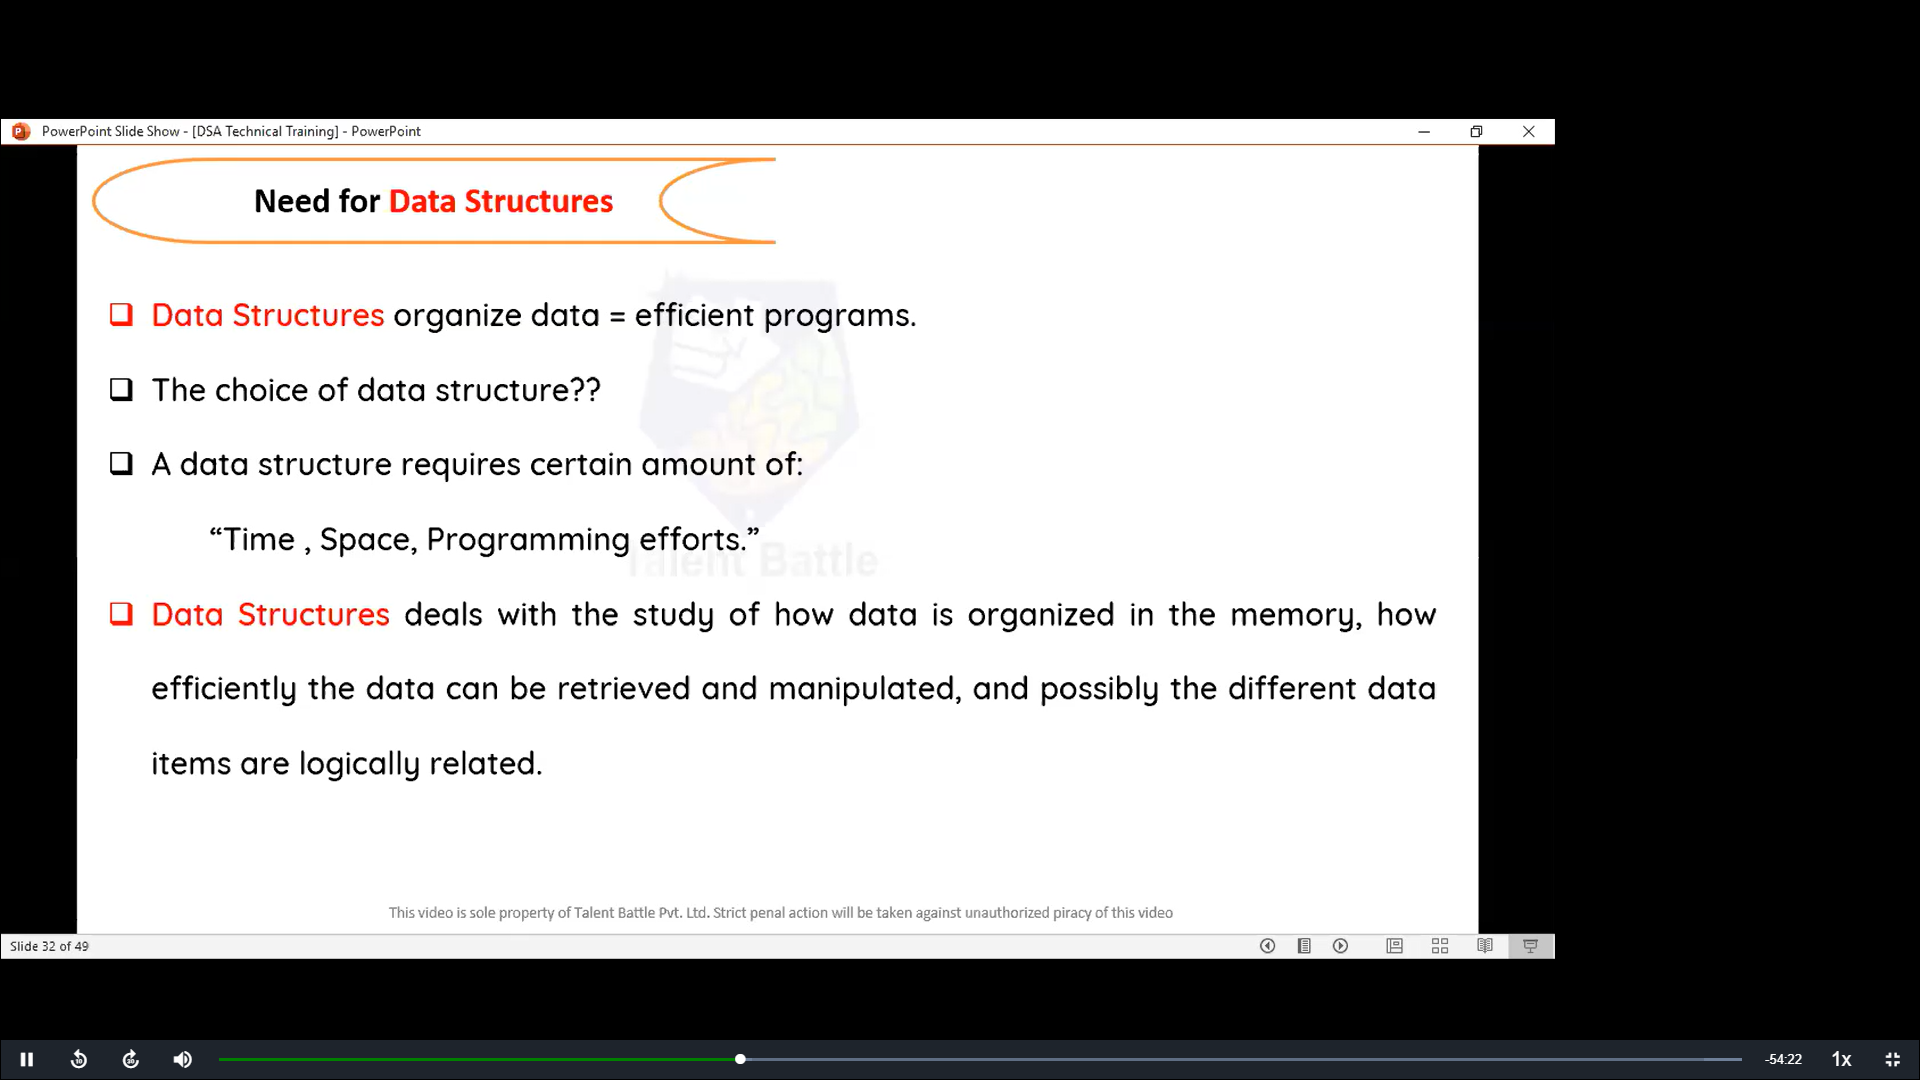 PowerPoint Slide Show - [DSA Technical Training] - PowerPoint
Need for Data Structures
Data Structures organize data = efficient programs.
The choice of data structure??
A data structure requires certain amount of:
“Time , Space, Programming efforts.”
Talent Battle
Data Structures deals with the study of how data is organized in the memory, how
efficiently the data can be retrieved and manipulated, and possibly the different data
items are logically related.
This video is sole property of Talent Battle Pvt. Ltd. Strict penal action will be taken against unauthorized piracy of this video
Slide 32 of 49
10
30
-54:22
1x